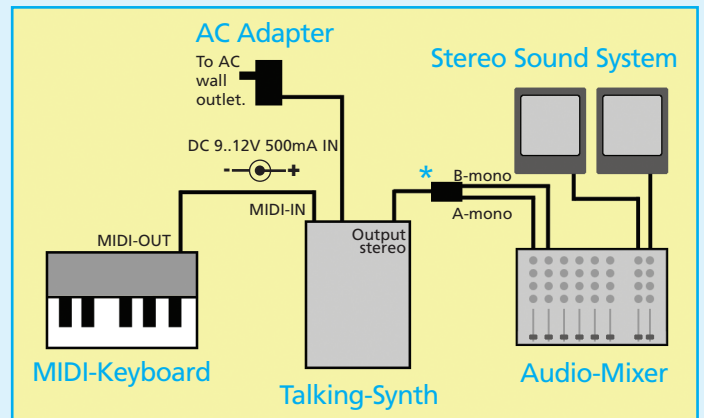 AC Adapter
To AC
wall
outlet.
Stereo Sound System
DC 9..12V 500mA IN
- +
*
B-mono
A-mono
MIDI-IN
MIDI-OUT
Output
stereo
MIDI-Keyboard
Talking-Synth
Audio-Mixer